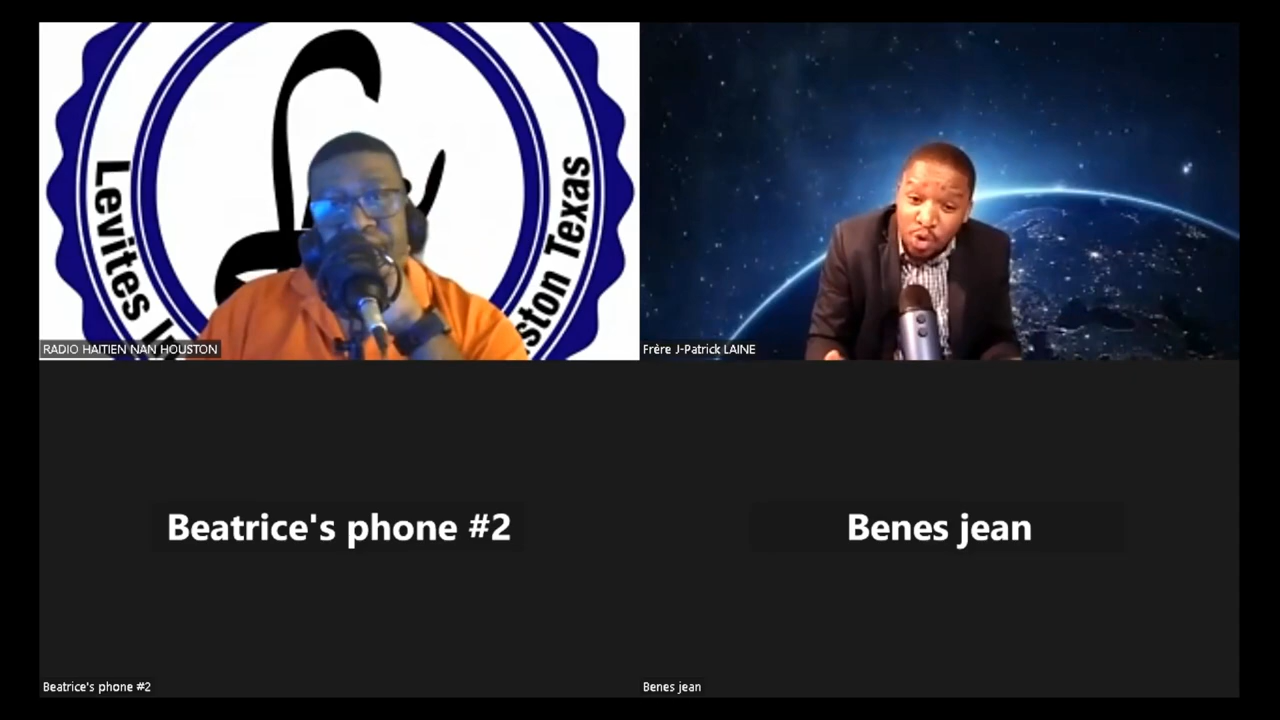 Levites
ston Texas
RADIO HAITIEN NAN HOUSTON
Frère J-Patrick LAINE
Beatrice's phone #2
Benes jean
Beatrice's phone #2
Benes jean